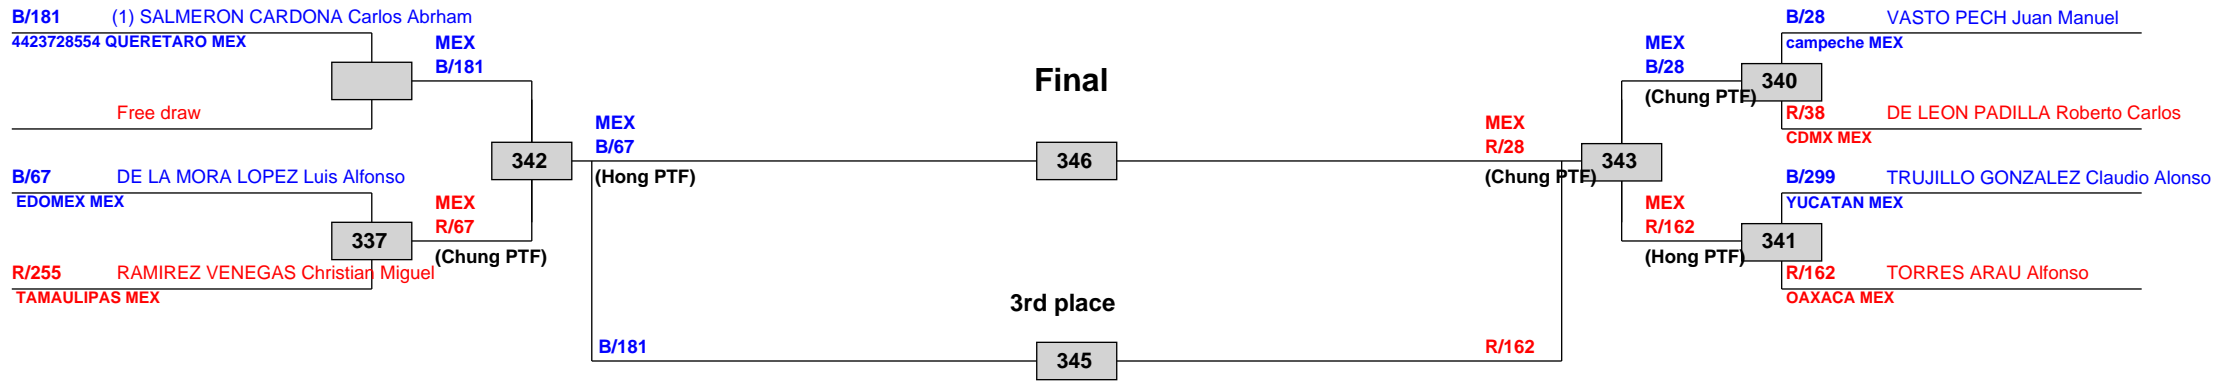 B/181 (1) SALMERON CARDONA Carlos Abrham
4423728554 QUERETARO MEX
MEX
B/181
Free draw
B/67 DE LA MORA LOPEZ Luis Alfonso
EDOMEX MEX
337
MEX
R/67
(Chung PTF)
R/255 RAMIREZ VENEGAS Christian Miguel
TAMAULIPAS MEX
342
MEX
B/67
(Hong PTF)
Final
346
3rd place
B/181
345
R/162
MEX
R/28
(Chung PTF)
343
MEX
B/28
(Chung PTF)
340
MEX
R/162
(Hong PTF)
341
B/28 VASTO PECH Juan Manuel
campeche MEX
R/38 DE LEON PADILLA Roberto Carlos
CDMX MEX
B/299 TRUJILLO GONZALEZ Claudio Alonso
YUCATAN MEX
R/162 TORRES ARAU Alfonso
OAXACA MEX